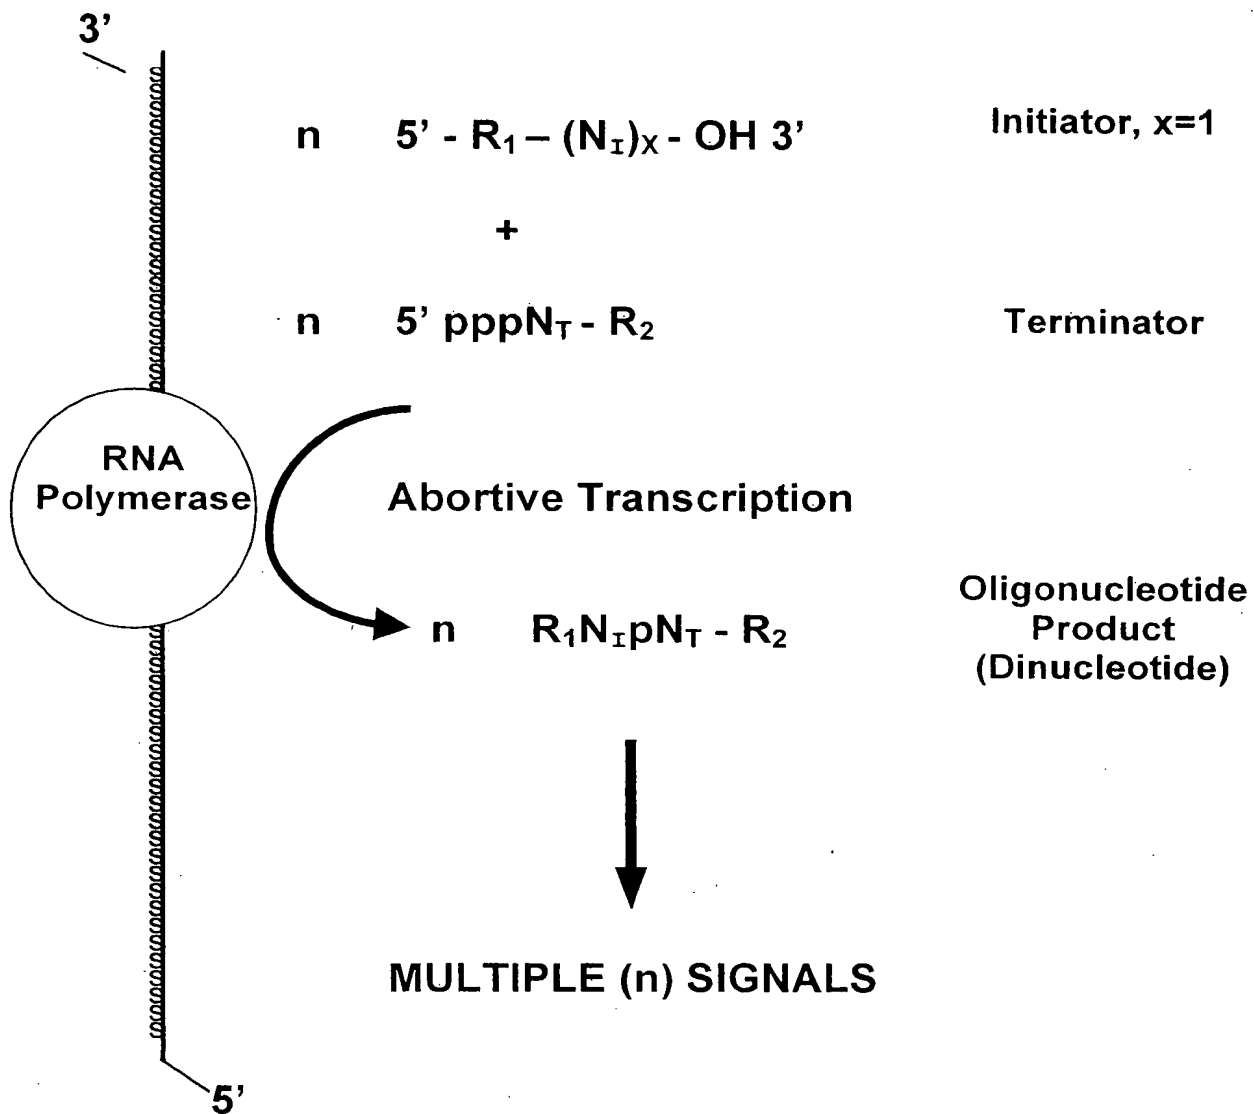 3’
n 5’ - R₁ – (N_I)_X - OH 3’ Initiator, x=1
+
n 5’ pppN_T - R₂ Terminator
RNA
Polymerase
Abortive Transcription
n R₁N_IpN_T - R₂
Oligonucleotide
Product
(Dinucleotide)
MULTIPLE (n) SIGNALS
5’